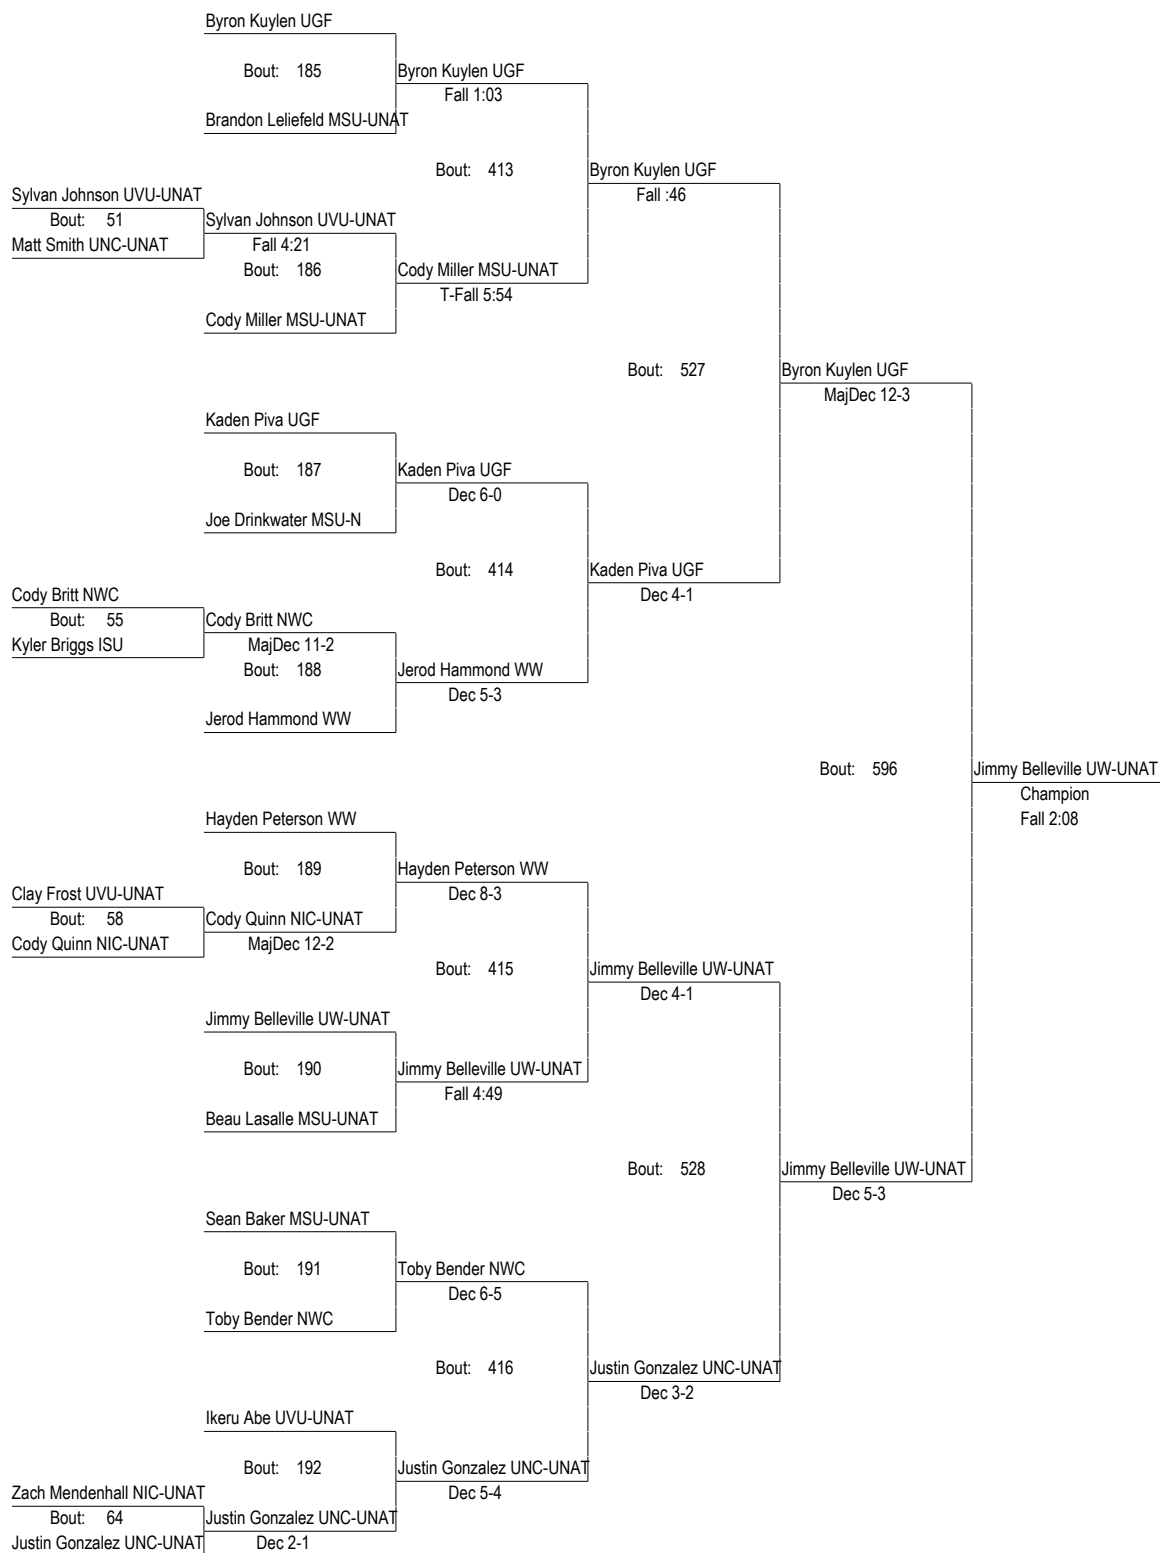 Byron Kuylen UGF
Bout: 185
Byron Kuylen UGF
Fall 1:03
Brandon Leliefeld MSU-UNAT
Bout: 413
Byron Kuylen UGF
Fall :46
Sylvan Johnson UVU-UNAT
Bout: 51
Sylvan Johnson UVU-UNAT
Matt Smith UNC-UNAT
Fall 4:21
Bout: 186
Cody Miller MSU-UNAT
T-Fall 5:54
Cody Miller MSU-UNAT
Bout: 527
Byron Kuylen UGF
MajDec 12-3
Kaden Piva UGF
Bout: 187
Kaden Piva UGF
Dec 6-0
Joe Drinkwater MSU-N
Bout: 414
Kaden Piva UGF
Dec 4-1
Cody Britt NWC
Bout: 55
Cody Britt NWC
Kyler Briggs ISU
MajDec 11-2
Bout: 188
Jerod Hammond WW
Dec 5-3
Jerod Hammond WW
Bout: 596
Jimmy Belleville UW-UNAT
Champion
Fall 2:08
Hayden Peterson WW
Bout: 189
Hayden Peterson WW
Dec 8-3
Clay Frost UVU-UNAT
Bout: 58
Cody Quinn NIC-UNAT
Cody Quinn NIC-UNAT
MajDec 12-2
Bout: 415
Jimmy Belleville UW-UNAT
Dec 4-1
Jimmy Belleville UW-UNAT
Bout: 190
Jimmy Belleville UW-UNAT
Fall 4:49
Beau Lasalle MSU-UNAT
Bout: 528
Jimmy Belleville UW-UNAT
Dec 5-3
Sean Baker MSU-UNAT
Bout: 191
Toby Bender NWC
Dec 6-5
Toby Bender NWC
Bout: 416
Justin Gonzalez UNC-UNAT
Dec 3-2
Ikeru Abe UVU-UNAT
Bout: 192
Justin Gonzalez UNC-UNAT
Dec 5-4
Zach Mendenhall NIC-UNAT
Bout: 64
Justin Gonzalez UNC-UNAT
Justin Gonzalez UNC-UNAT
Dec 2-1